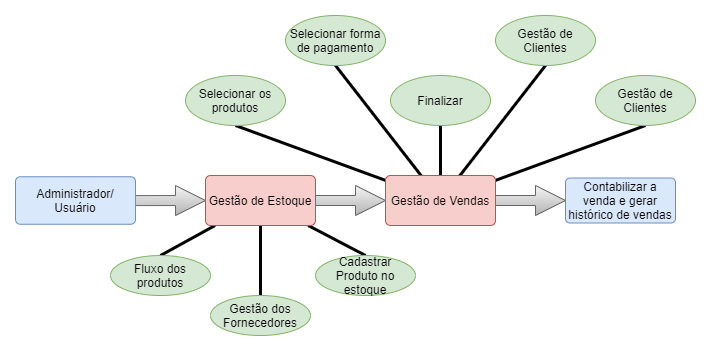 Selecionar forma
de pagamento
Gestão de
Clientes
Selecionar os
produtos
Finalizar
Gestão de
Clientes
Administrador/
Usuário
Gestão de Estoque
Gestão de Vendas
Contabilizar a
venda e gerar
histórico de vendas
Fluxo dos
produtos
Gestão dos
Fornecedores
Cadastrar
Produto no
estoque